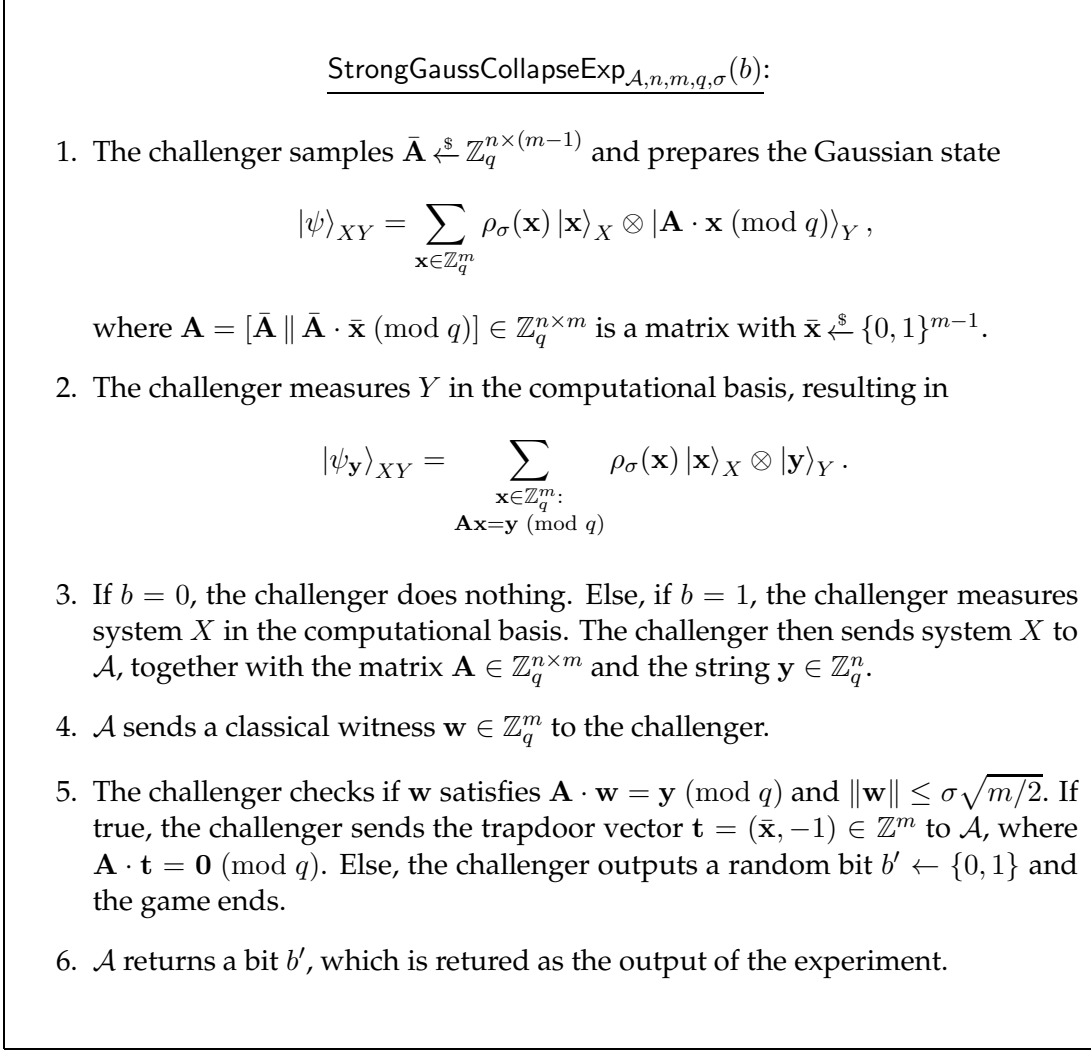 StrongGaussCollapseExp_{𝒜,n,m,q,σ}(b):
1. The challenger samples Ā ←$ ℤ_q^{n×(m−1)} and prepares the Gaussian state
|ψ⟩_{XY} = ∑_{x∈ℤ_q^m} ρ_σ(x) |x⟩_X ⊗ |A · x (mod q)⟩_Y ,
where A = [Ā ∥ Ā · x̄ (mod q)] ∈ ℤ_q^{n×m} is a matrix with x̄ ←$ {0, 1}^{m−1}.
2. The challenger measures Y in the computational basis, resulting in
|ψ_y⟩_{XY} = ∑_{x∈ℤ_q^m: Ax=y (mod q)} ρ_σ(x) |x⟩_X ⊗ |y⟩_Y .
3. If b = 0, the challenger does nothing. Else, if b = 1, the challenger measures
system X in the computational basis. The challenger then sends system X to
𝒜, together with the matrix A ∈ ℤ_q^{n×m} and the string y ∈ ℤ_q^n.
4. 𝒜 sends a classical witness w ∈ ℤ_q^m to the challenger.
5. The challenger checks if w satisfies A · w = y (mod q) and ∥w∥ ≤ σ√(m/2). If
true, the challenger sends the trapdoor vector t = (x̄, −1) ∈ ℤ^m to 𝒜, where
A · t = 0 (mod q). Else, the challenger outputs a random bit b′ ← {0, 1} and
the game ends.
6. 𝒜 returns a bit b′, which is retured as the output of the experiment.